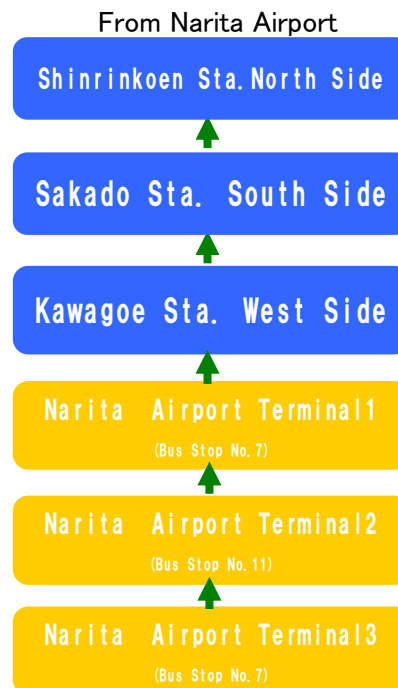 From Narita Airport
Shinrinkoen Sta. North Side
Sakado Sta. South Side
Kawagoe Sta. West Side
Narita Airport Terminal1
(Bus Stop No. 7)
Narita Airport Terminal2
(Bus Stop No. 11)
Narita Airport Terminal3
(Bus Stop No. 7)